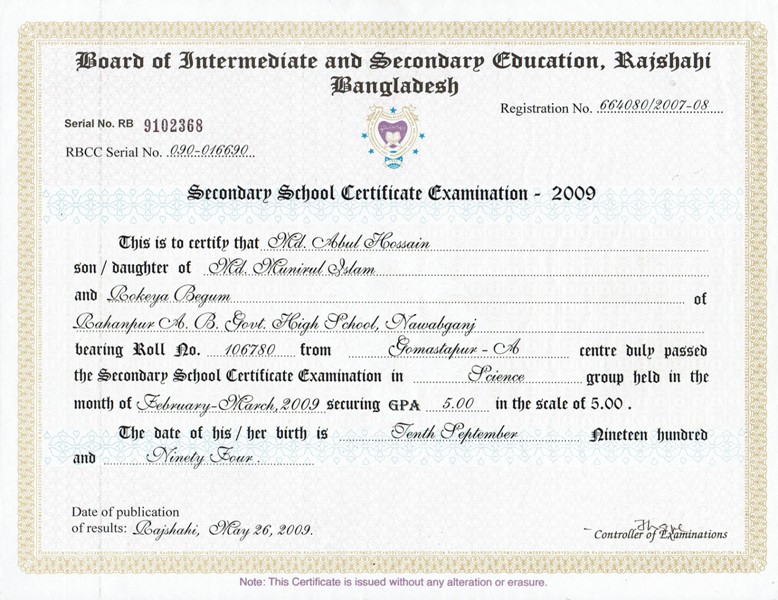 Board of Intermediate and Secondary Education, Rajshahi
Bangladesh
Registration No. 664080/2007-08
Serial No. RB 9102368
RBCC Serial No. 090-016690
Secondary School Certificate Examination - 2009
This is to certify that Md. Abul Hossain
son / daughter of Md. Munirul Islam
and Rokeya Begum of
Rahanpur A. B. Govt. High School, Nawabganj
bearing Roll No. 106780 from Gomastapur - A centre duly passed
the Secondary School Certificate Examination in Science group held in the
month of February-March, 2009 securing GPA 5.00 in the scale of 5.00 .
The date of his / her birth is Tenth September Nineteen hundred
and Ninety Four .
Date of publication
of results: Rajshahi, May 26, 2009.
Controller of Examinations
Note: This Certificate is issued without any alteration or erasure.